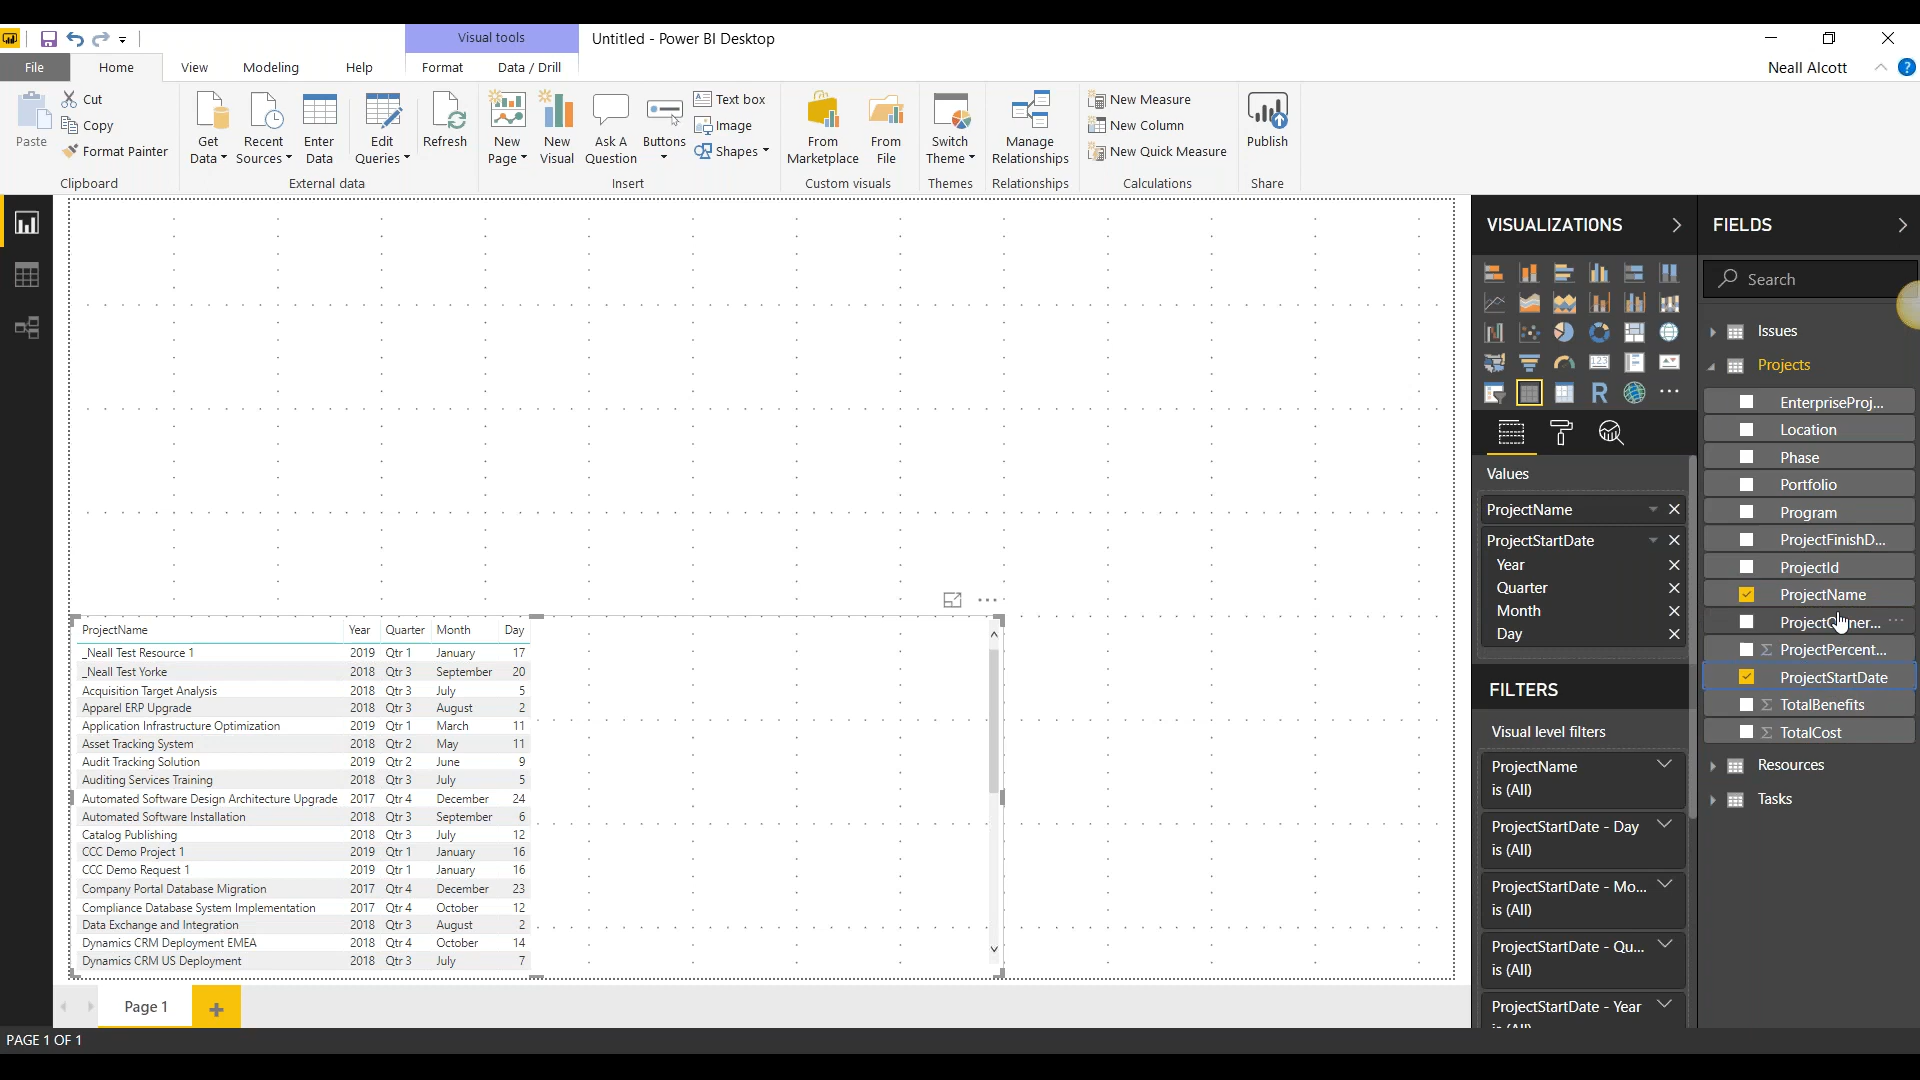 Visual tools
Untitled - Power BI Desktop
File Home View Modeling Help Format Data / Drill
Neall Alcott
?
Paste
Cut
Copy
Format Painter
Clipboard
Get Data
Recent Sources
Enter Data
Edit Queries
Refresh
External data
New Page
New Visual
Ask A Question
Buttons
Text box
Image
Shapes
Insert
From Marketplace
From File
Custom visuals
Switch Theme
Themes
Manage Relationships
Relationships
New Measure
New Column
New Quick Measure
Calculations
Publish
Share
ProjectName Year Quarter Month Day
_Neall Test Resource 1 2019 Qtr 1 January 17
_Neall Test Yorke 2018 Qtr 3 September 20
Acquisition Target Analysis 2018 Qtr 3 July 5
Apparel ERP Upgrade 2018 Qtr 3 August 2
Application Infrastructure Optimization 2019 Qtr 1 March 11
Asset Tracking System 2018 Qtr 2 May 11
Audit Tracking Solution 2019 Qtr 2 June 9
Auditing Services Training 2018 Qtr 3 July 5
Automated Software Design Architecture Upgrade 2017 Qtr 4 December 24
Automated Software Installation 2018 Qtr 3 September 6
Catalog Publishing 2018 Qtr 3 July 12
CCC Demo Project 1 2019 Qtr 1 January 16
CCC Demo Request 1 2019 Qtr 1 January 16
Company Portal Database Migration 2017 Qtr 4 December 23
Compliance Database System Implementation 2017 Qtr 4 October 12
Data Exchange and Integration 2018 Qtr 3 August 2
Dynamics CRM Deployment EMEA 2018 Qtr 4 October 14
Dynamics CRM US Deployment 2018 Qtr 3 July 7
Page 1
PAGE 1 OF 1
VISUALIZATIONS
R
123
Values
ProjectName
ProjectStartDate
Year
Quarter
Month
Day
FILTERS
Visual level filters
ProjectName
is (All)
ProjectStartDate - Day
is (All)
ProjectStartDate - Mo...
is (All)
ProjectStartDate - Qu...
is (All)
ProjectStartDate - Year
is (All)
FIELDS
Search
Issues
Projects
EnterpriseProj...
Location
Phase
Portfolio
Program
ProjectFinishD...
ProjectId
ProjectName
∑ ProjectPercent...
ProjectStartDate
∑ TotalBenefits
∑ TotalCost
Resources
Tasks